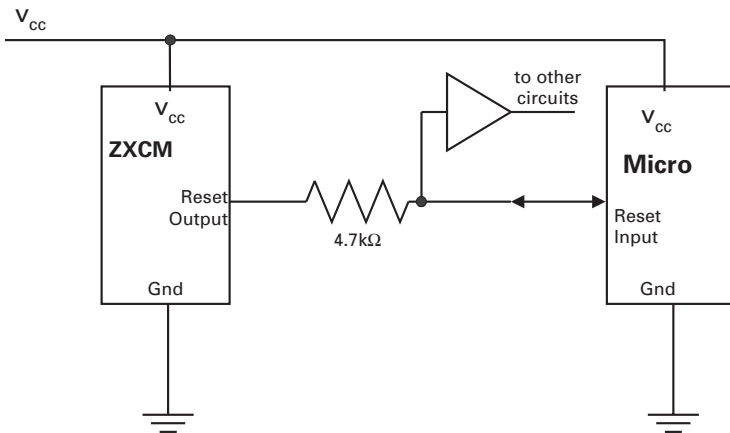 Vcc
Vcc
ZXCM
Reset
Output
Gnd
4.7kΩ
to other
circuits
Vcc
Micro
Reset
Input
Gnd